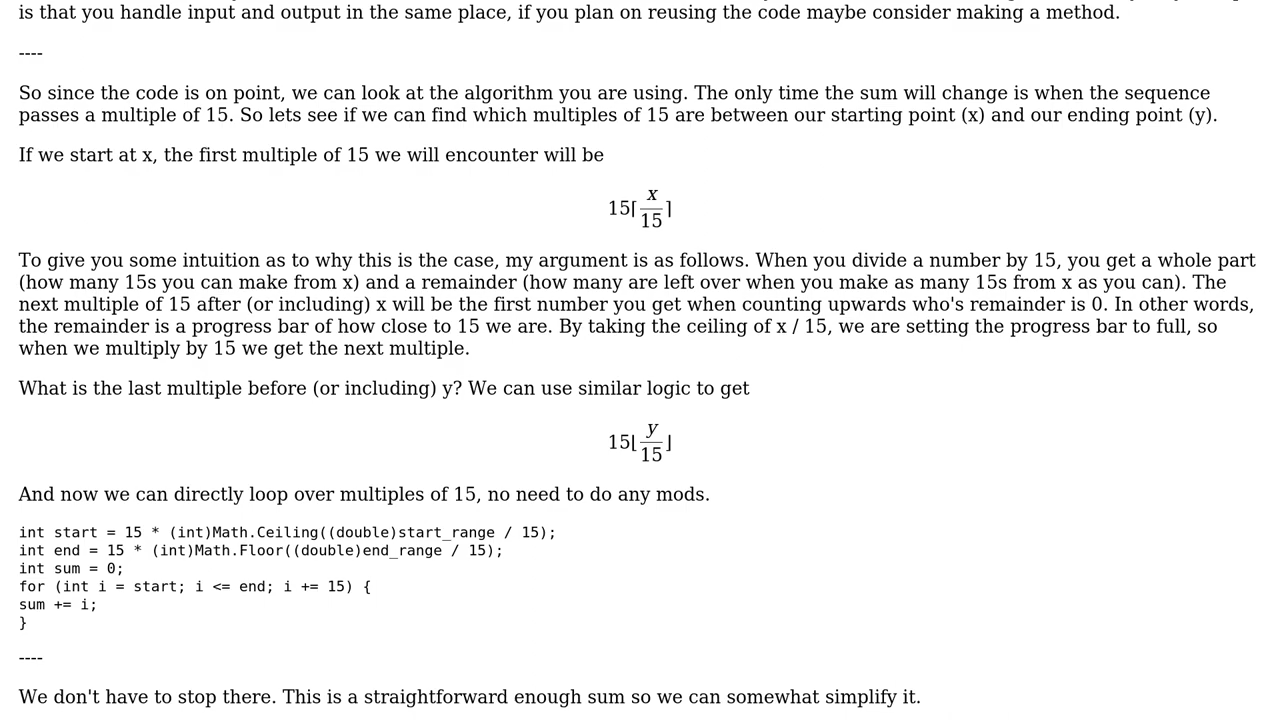 is that you handle input and output in the same place, if you plan on reusing the code maybe consider making a method.
----
So since the code is on point, we can look at the algorithm you are using. The only time the sum will change is when the sequence
passes a multiple of 15. So lets see if we can find which multiples of 15 are between our starting point (x) and our ending point (y).
If we start at x, the first multiple of 15 we will encounter will be
15⌈x/15⌉
To give you some intuition as to why this is the case, my argument is as follows. When you divide a number by 15, you get a whole part
(how many 15s you can make from x) and a remainder (how many are left over when you make as many 15s from x as you can). The
next multiple of 15 after (or including) x will be the first number you get when counting upwards who's remainder is 0. In other words,
the remainder is a progress bar of how close to 15 we are. By taking the ceiling of x / 15, we are setting the progress bar to full, so
when we multiply by 15 we get the next multiple.
What is the last multiple before (or including) y? We can use similar logic to get
15⌊y/15⌋
And now we can directly loop over multiples of 15, no need to do any mods.
int start = 15 * (int)Math.Ceiling((double)start_range / 15);
int end = 15 * (int)Math.Floor((double)end_range / 15);
int sum = 0;
for (int i = start; i <= end; i += 15) {
sum += i;
}
----
We don't have to stop there. This is a straightforward enough sum so we can somewhat simplify it.